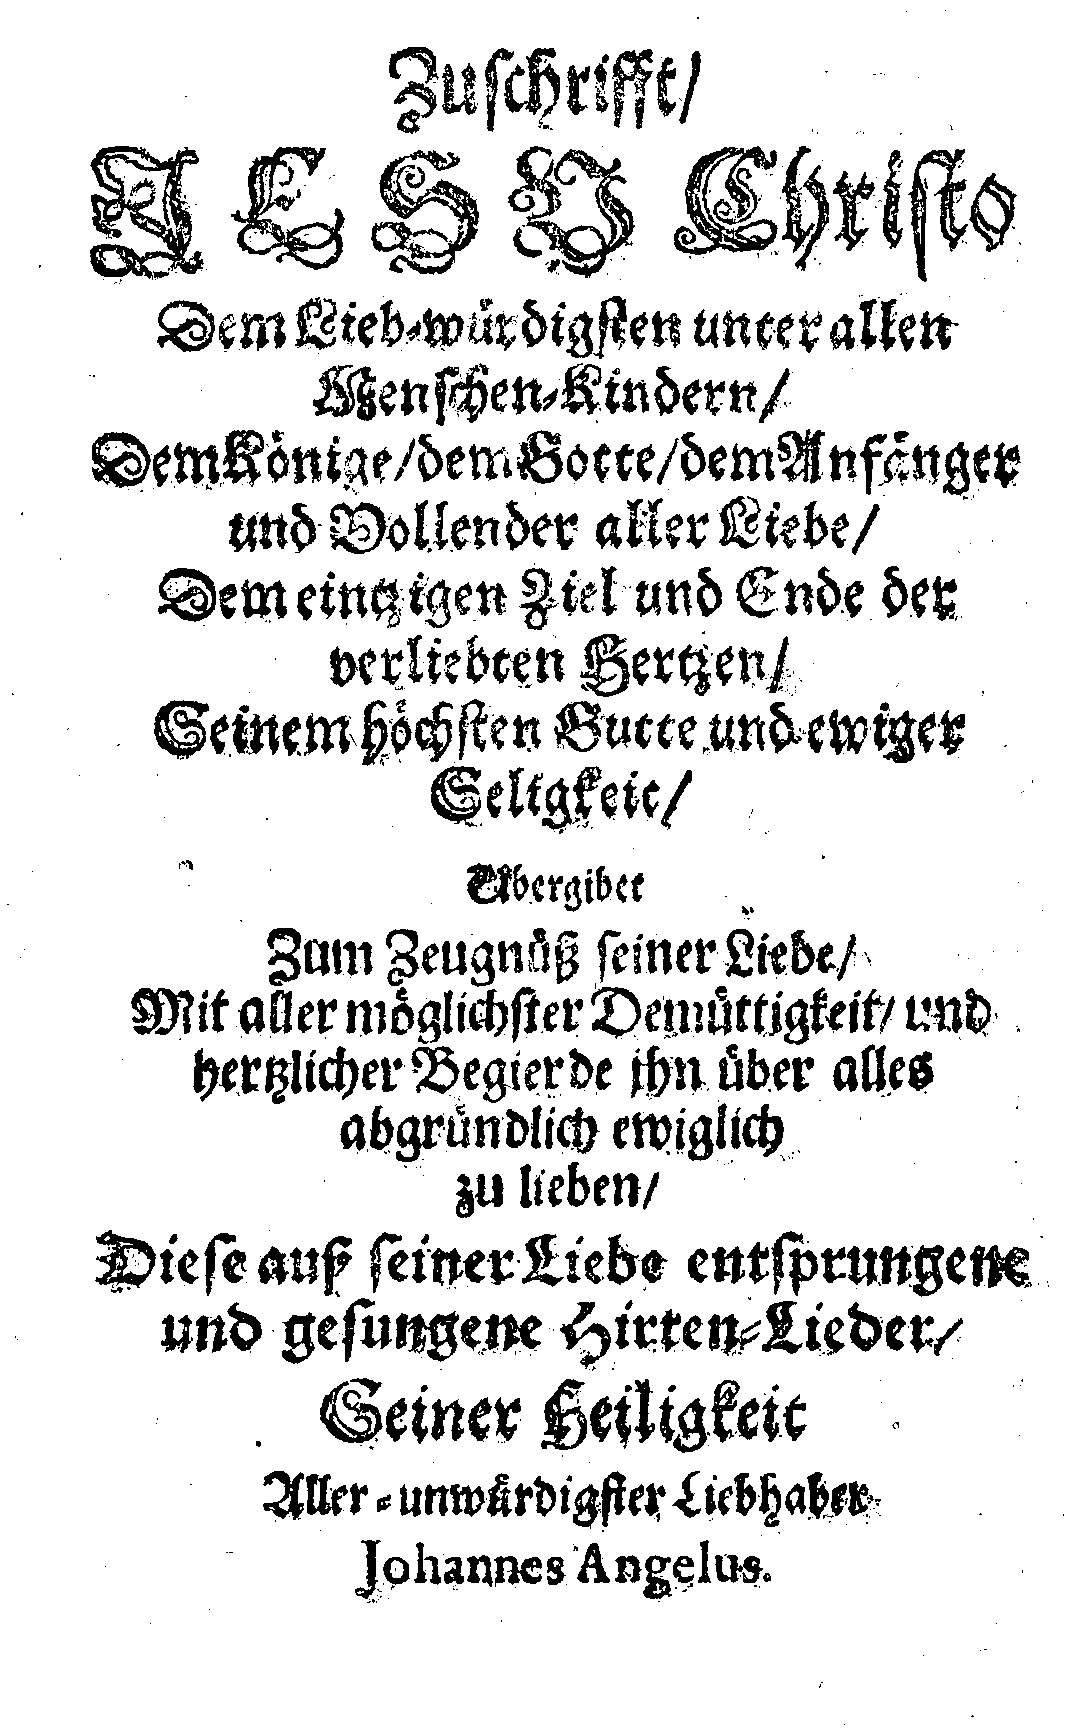 Zuschrifft/
JESU Christo
Dem Lieb-würdigsten unter allen
Menschen-Kindern/
Dem Könige/dem Gotte/dem Anfänger
und Vollender aller Liebe/
Dem eintzigen Ziel und Ende der
verliebten Hertzen/
Seinem höchsten Gutte und ewiger
Seligkeit/
Übergibet
Zum Zeugnüß seiner Liebe/
Mit aller möglichster Demüttigkeit/ und
hertzlicher Begierde jhn über alles
abgründlich ewiglich
zu lieben/
Diese auß seiner Liebe entsprungene
und gesungene Hirten-Lieder/
Seiner Heiligkeit
Aller-unwürdigster Liebhaber
Johannes Angelus.